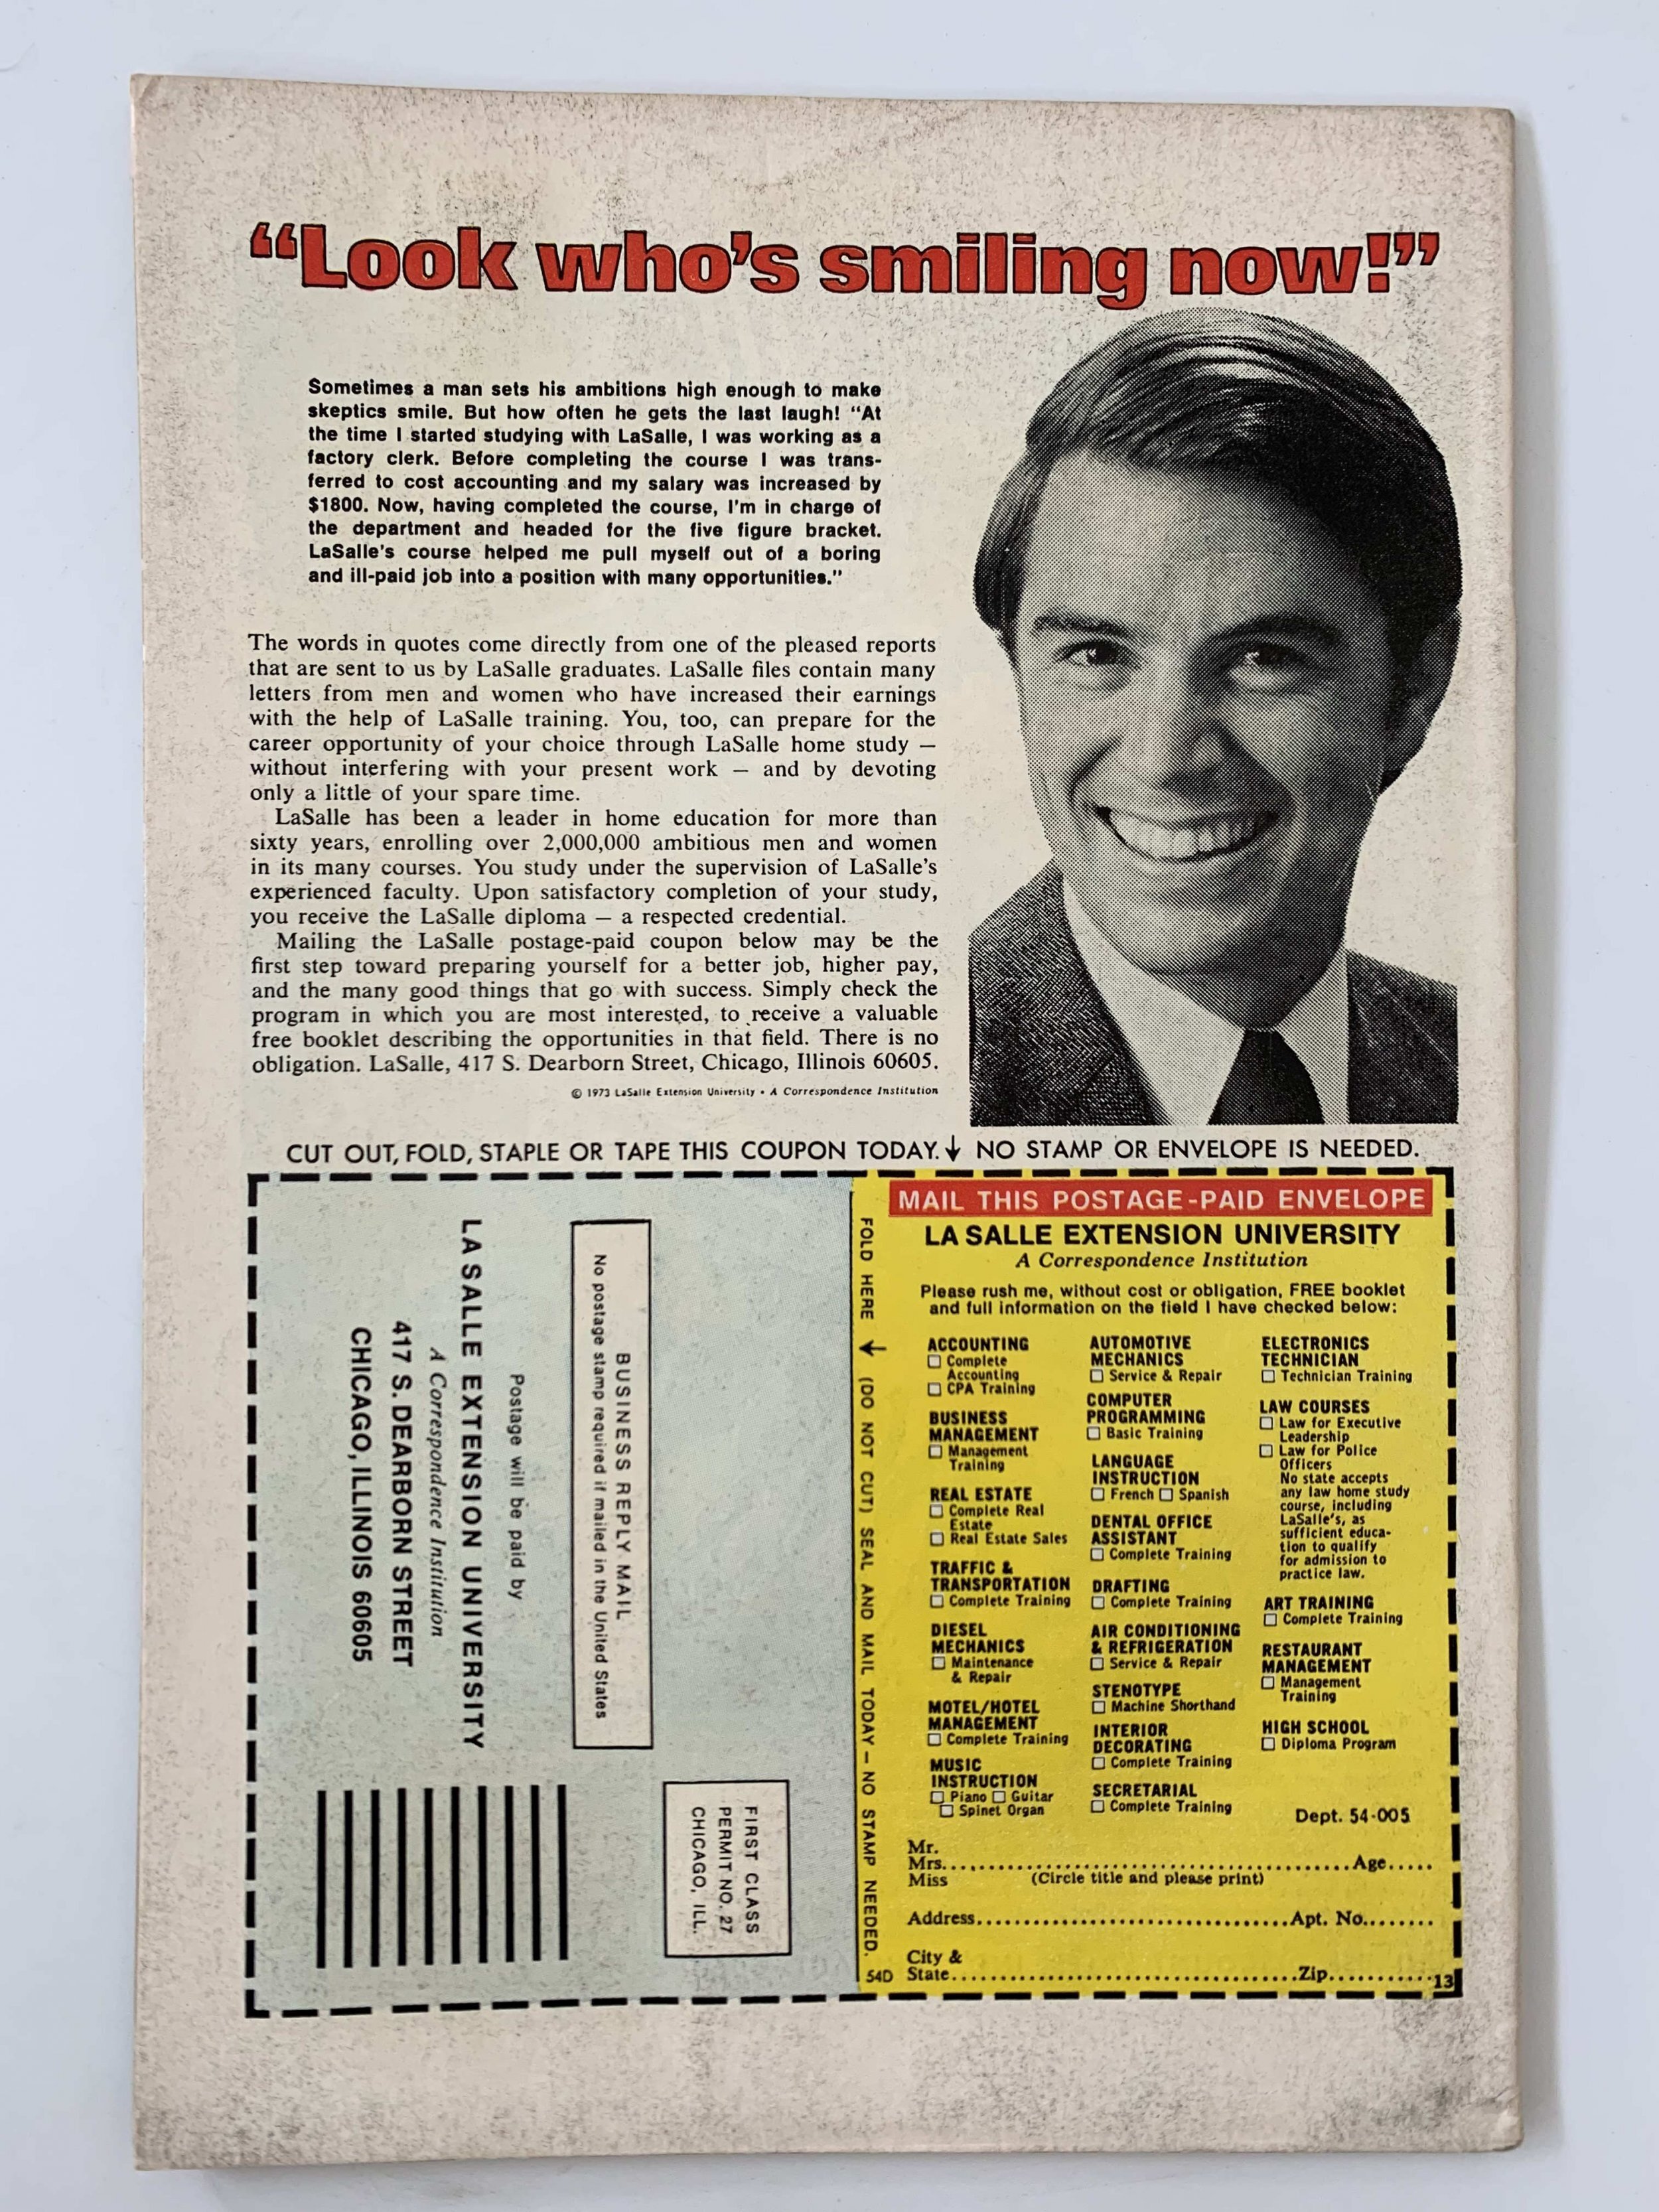 “Look who’s smiling now!”
Sometimes a man sets his ambitions high enough to make
skeptics smile. But how often he gets the last laugh! “At
the time I started studying with LaSalle, I was working as a
factory clerk. Before completing the course I was trans-
ferred to cost accounting and my salary was increased by
$1800. Now, having completed the course, I’m in charge of
the department and headed for the five figure bracket.
LaSalle’s course helped me pull myself out of a boring
and ill-paid job into a position with many opportunities.”
The words in quotes come directly from one of the pleased reports
that are sent to us by LaSalle graduates. LaSalle files contain many
letters from men and women who have increased their earnings
with the help of LaSalle training. You, too, can prepare for the
career opportunity of your choice through LaSalle home study —
without interfering with your present work — and by devoting
only a little of your spare time.
LaSalle has been a leader in home education for more than
sixty years, enrolling over 2,000,000 ambitious men and women
in its many courses. You study under the supervision of LaSalle’s
experienced faculty. Upon satisfactory completion of your study,
you receive the LaSalle diploma — a respected credential.
Mailing the LaSalle postage-paid coupon below may be the
first step toward preparing yourself for a better job, higher pay,
and the many good things that go with success. Simply check the
program in which you are most interested, to receive a valuable
free booklet describing the opportunities in that field. There is no
obligation. LaSalle, 417 S. Dearborn Street, Chicago, Illinois 60605.
© 1973 LaSalle Extension University • A Correspondence Institution
CUT OUT, FOLD, STAPLE OR TAPE THIS COUPON TODAY. ↓ NO STAMP OR ENVELOPE IS NEEDED.
FIRST CLASS
PERMIT NO. 27
CHICAGO, ILL.
BUSINESS REPLY MAIL
No postage stamp required if mailed in the United States
Postage will be paid by
LA SALLE EXTENSION UNIVERSITY
A Correspondence Institution
417 S. DEARBORN STREET
CHICAGO, ILLINOIS 60605
FOLD HERE (DO NOT CUT) SEAL AND MAIL TODAY — NO STAMP NEEDED.
54D
MAIL THIS POSTAGE-PAID ENVELOPE
LA SALLE EXTENSION UNIVERSITY
A Correspondence Institution
Please rush me, without cost or obligation, FREE booklet
and full information on the field I have checked below:
ACCOUNTING
☐ Complete
Accounting
☐ CPA Training
BUSINESS
MANAGEMENT
☐ Management
Training
REAL ESTATE
☐ Complete Real
Estate
☐ Real Estate Sales
TRAFFIC &
TRANSPORTATION
☐ Complete Training
DIESEL
MECHANICS
☐ Maintenance
& Repair
MOTEL/HOTEL
MANAGEMENT
☐ Complete Training
MUSIC
INSTRUCTION
☐ Piano ☐ Guitar
☐ Spinet Organ
AUTOMOTIVE
MECHANICS
☐ Service & Repair
COMPUTER
PROGRAMMING
☐ Basic Training
LANGUAGE
INSTRUCTION
☐ French ☐ Spanish
DENTAL OFFICE
ASSISTANT
☐ Complete Training
DRAFTING
☐ Complete Training
AIR CONDITIONING
& REFRIGERATION
☐ Service & Repair
STENOTYPE
☐ Machine Shorthand
INTERIOR
DECORATING
☐ Complete Training
SECRETARIAL
☐ Complete Training
ELECTRONICS
TECHNICIAN
☐ Technician Training
LAW COURSES
☐ Law for Executive
Leadership
☐ Law for Police
Officers
No state accepts
any law home study
course, including
LaSalle’s, as
sufficient educa-
tion to qualify
for admission to
practice law.
ART TRAINING
☐ Complete Training
RESTAURANT
MANAGEMENT
☐ Management
Training
HIGH SCHOOL
☐ Diploma Program
Dept. 54-005
Mr.
Mrs. Age
Miss (Circle title and please print)
Address Apt. No.
City &
State Zip
13